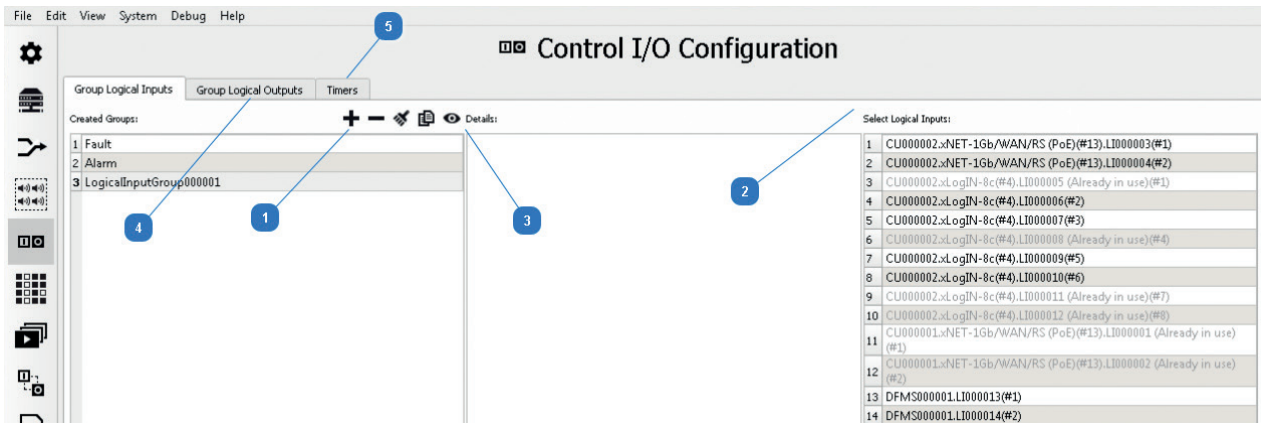 File Edit View System Debug Help
5
Control I/O Configuration
Group Logical Inputs Group Logical Outputs Timers
Created Groups: Details: Select Logical Inputs:
1 Fault
2 Alarm
3 LogicalInputGroup000001
4
1
3
2
1 CU000002.xNET-1Gb/WAN/RS (PoE)(#13).LI000003(#1)
2 CU000002.xNET-1Gb/WAN/RS (PoE)(#13).LI000004(#2)
3 CU000002.xLogIN-8c(#4).LI000005 (Already in use)(#1)
4 CU000002.xLogIN-8c(#4).LI000006(#2)
5 CU000002.xLogIN-8c(#4).LI000007(#3)
6 CU000002.xLogIN-8c(#4).LI000008 (Already in use)(#4)
7 CU000002.xLogIN-8c(#4).LI000009(#5)
8 CU000002.xLogIN-8c(#4).LI000010(#6)
9 CU000002.xLogIN-8c(#4).LI000011 (Already in use)(#7)
10 CU000002.xLogIN-8c(#4).LI000012 (Already in use)(#8)
11 CU000001.xNET-1Gb/WAN/RS (PoE)(#13).LI000001 (Already in use)
(#1)
12 CU000001.xNET-1Gb/WAN/RS (PoE)(#13).LI000002 (Already in use)
(#2)
13 DFMS000001.LI000013(#1)
14 DFMS000001.LI000014(#2)